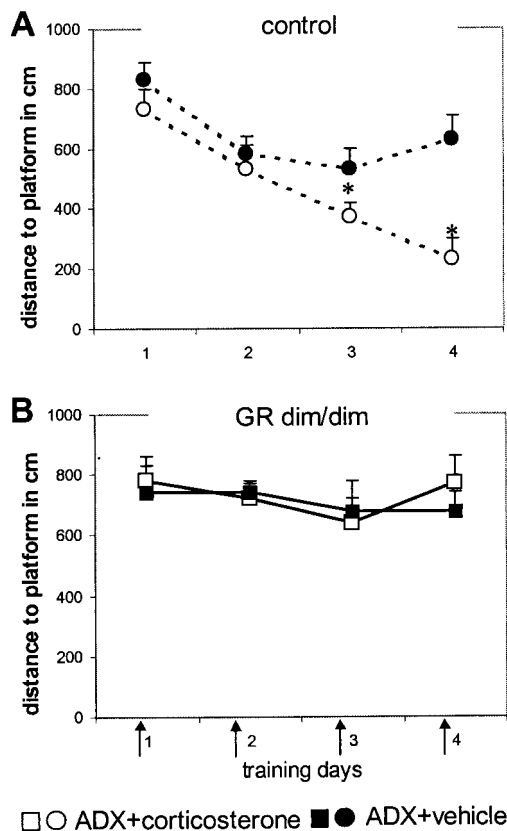 A
control
distance to platform in cm
1000
800
600
400
200
0
*
*
1 2 3 4
B
GR dim/dim
distance to platform in cm
1000
800
600
400
200
0
1 2 3 4
training days
ADX+corticosterone ADX+vehicle